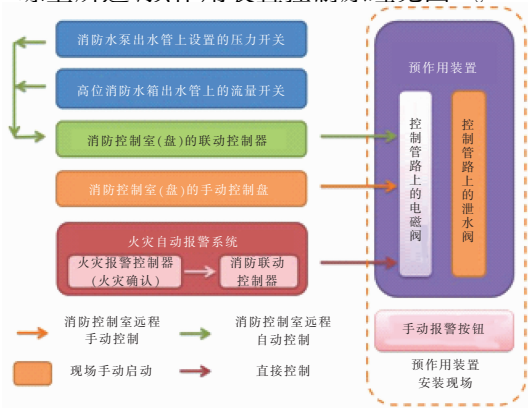 消防水泵出水管上设置的压力开关
高位消防水箱出水管上的流量开关
消防控制室(盘)的联动控制器
消防控制室(盘)的手动控制盘
火灾自动报警系统
火灾报警控制器
(火灾确认)
消防联动
控制器
预作用装置
控制管路上的电磁阀
控制管路上的泄水阀
手动报警按钮
预作用装置
安装现场
消防控制室远程
手动控制
消防控制室远程
自动控制
现场手动启动
直接控制